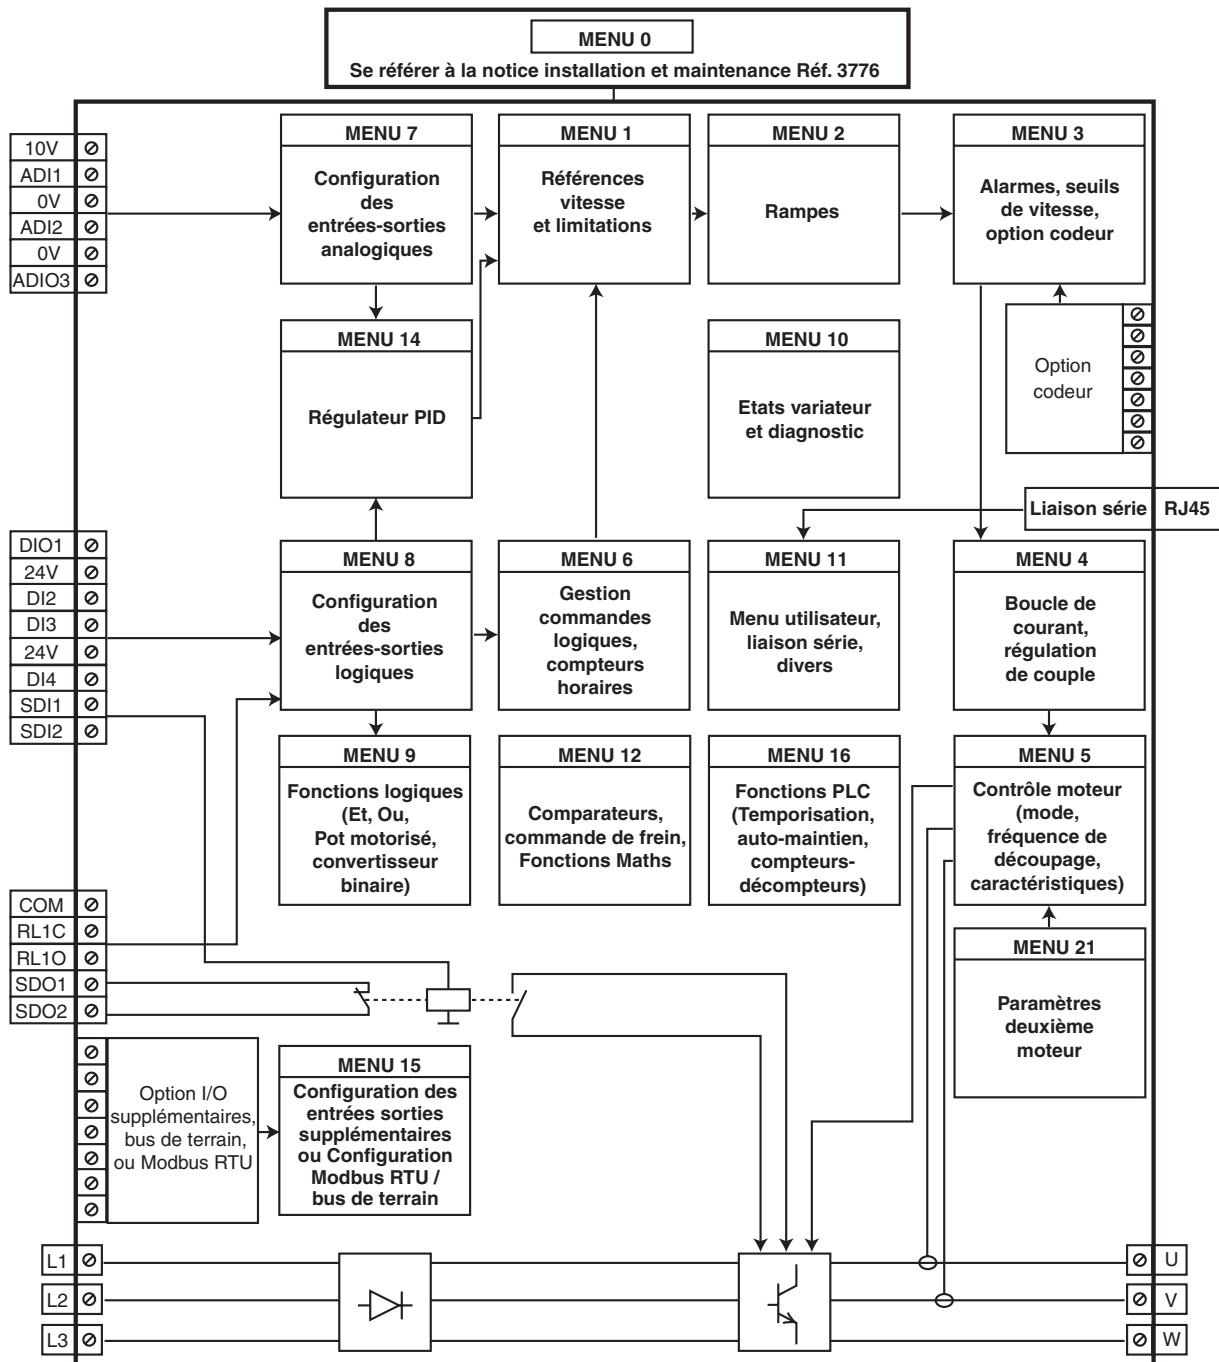 MENU 0
Se référer à la notice installation et maintenance Réf. 3776
10V
ADI1
0V
ADI2
0V
ADIO3
MENU 7
Configuration
des
entrées-sorties
analogiques
MENU 1
Références
vitesse
et limitations
MENU 2
Rampes
MENU 3
Alarmes, seuils
de vitesse,
option codeur
MENU 14
Régulateur PID
MENU 10
Etats variateur
et diagnostic
Option
codeur
Liaison série
RJ45
DIO1
24V
DI2
DI3
24V
DI4
SDI1
SDI2
MENU 8
Configuration
des
entrées-sorties
logiques
MENU 6
Gestion
commandes
logiques,
compteurs
horaires
MENU 11
Menu utilisateur,
liaison série,
divers
MENU 4
Boucle de
courant,
régulation
de couple
MENU 9
Fonctions logiques
(Et, Ou,
Pot motorisé,
convertisseur
binaire)
MENU 12
Comparateurs,
commande de frein,
Fonctions Maths
MENU 16
Fonctions PLC
(Temporisation,
auto-maintien,
compteurs-
décompteurs)
MENU 5
Contrôle moteur
(mode,
fréquence de
découpage,
caractéristiques)
COM
RL1C
RL1O
SDO1
SDO2
MENU 21
Paramètres
deuxième
moteur
Option I/O
supplémentaires,
bus de terrain,
ou Modbus RTU
MENU 15
Configuration des
entrées sorties
supplémentaires
ou Configuration
Modbus RTU /
bus de terrain
L1
L2
L3
U
V
W